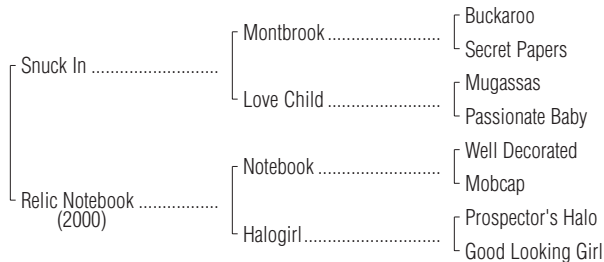 Buckaroo
Montbrook ......................
Secret Papers
Snuck In .........................
Mugassas
Love Child ......................
Passionate Baby
Well Decorated
Notebook ........................
Mobcap
Relic Notebook ................
(2000)
Prospector's Halo
Halogirl...........................
Good Looking Girl